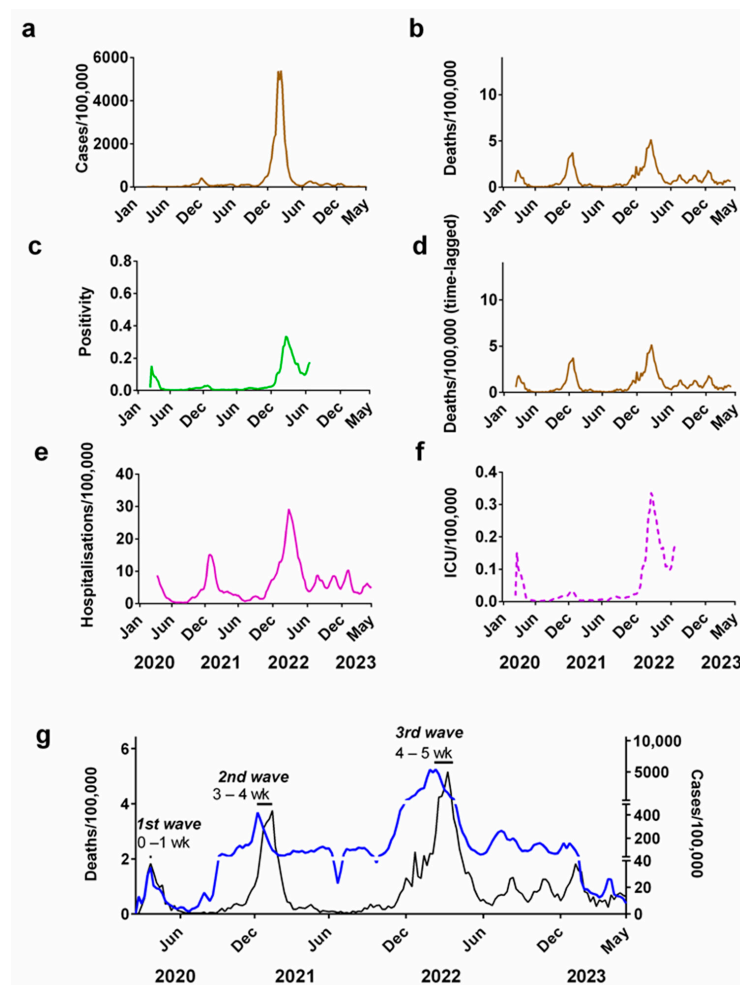 a
Cases/100,000
6000
4000
2000
0
Jan Jun Dec Jun Dec Jun Dec May
b
Deaths/100,000
10
5
0
Jan Jun Dec Jun Dec Jun Dec May
c
Positivity
0.8
0.6
0.4
0.2
0.0
Jan Jun Dec Jun Dec Jun Dec May
d
Deaths/100,000 (time-lagged)
10
5
0
Jan Jun Dec Jun Dec Jun Dec May
e
Hospitalisations/100,000
40
30
20
10
0
Jan Jun Dec Jun Dec Jun Dec May
2020 2021 2022 2023
f
ICU/100,000
0.4
0.3
0.2
0.1
0.0
Jan Jun Dec Jun Dec Jun Dec May
2020 2021 2022 2023
g
Deaths/100,000
6
4
2
0
1st wave
0 –1 wk
2nd wave
3 – 4 wk
3rd wave
4 – 5 wk
10,000
5000
400
200
40
20
0
Cases/100,000
Jun Dec Jun Dec Jun Dec May
2020 2021 2022 2023